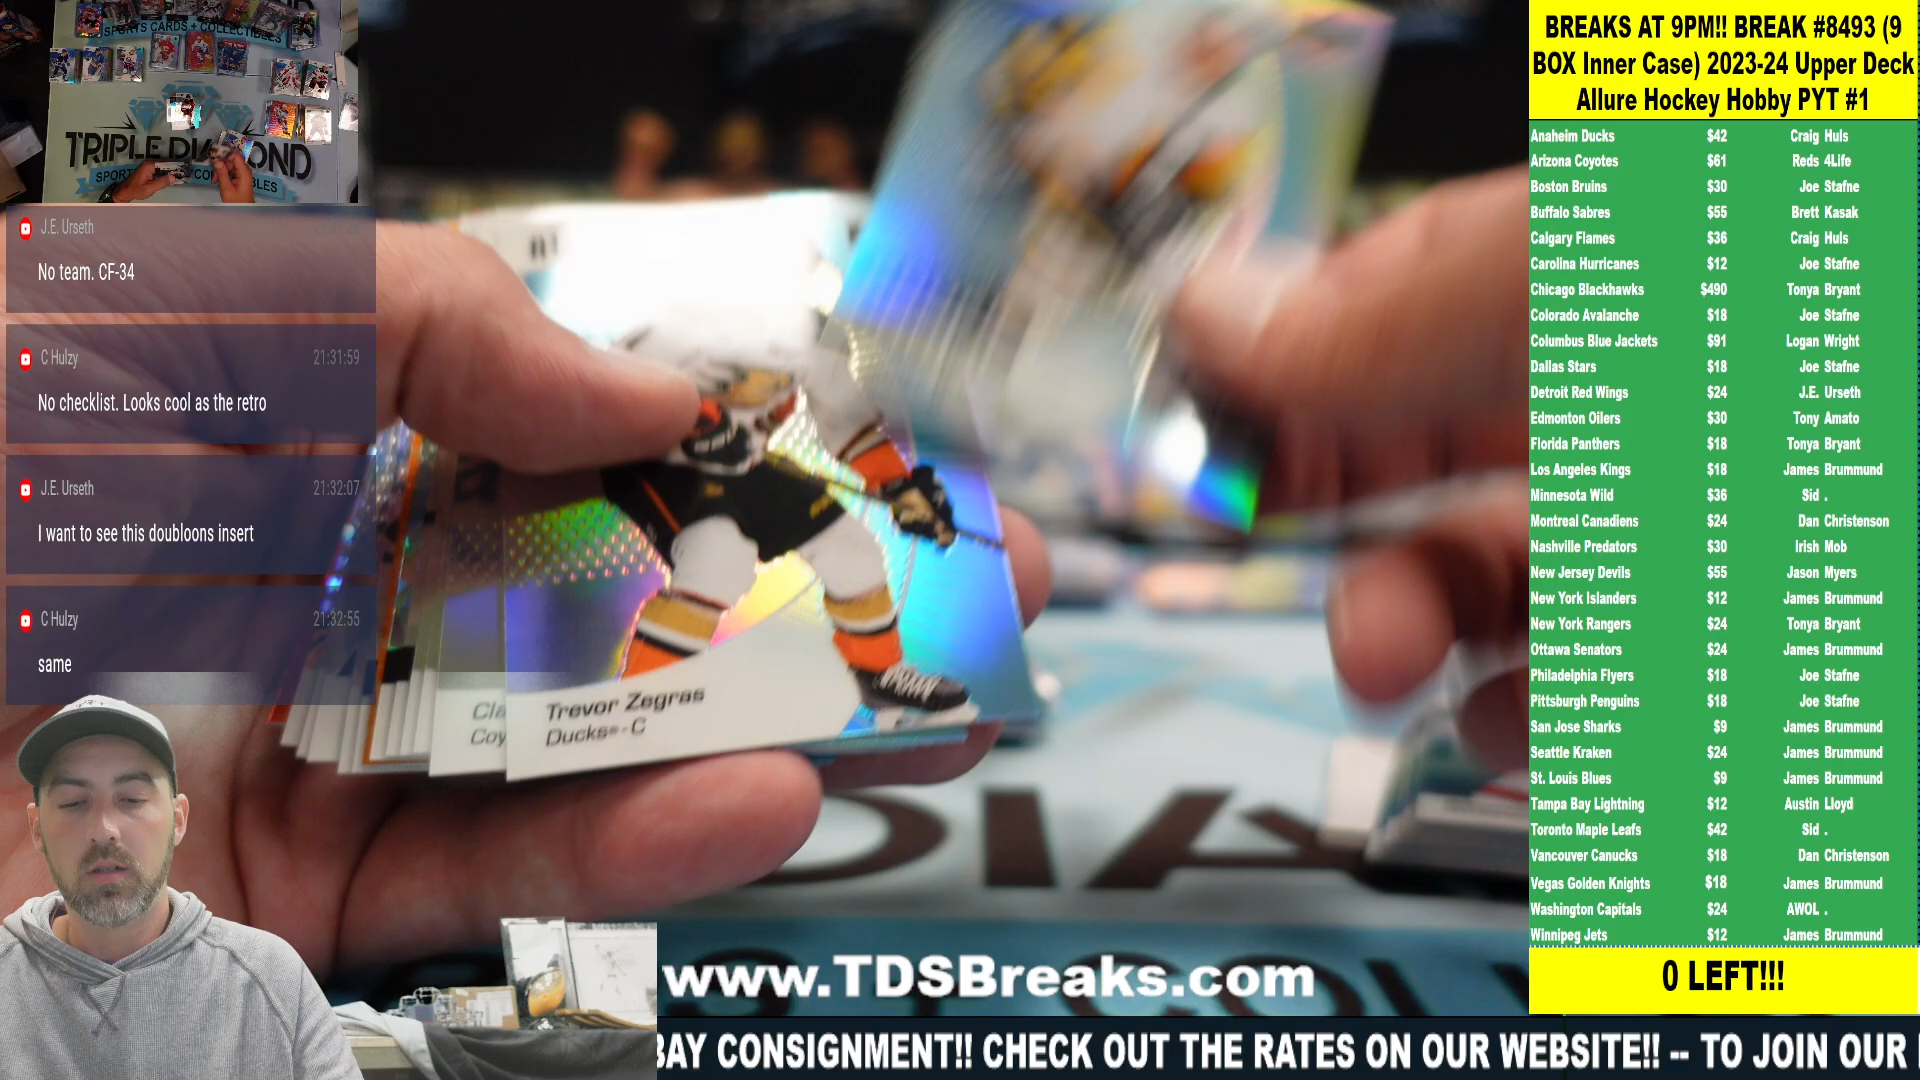 SPORTS CARDS + COLLECTIBLES
TRIPLE DIAMOND
J.E. Urseth
No team. CF-34
C Hulzy 21:31:59
No checklist. Looks cool as the retro
J.E. Urseth 21:32:07
I want to see this doubloons insert
C Hulzy 21:32:55
same
Trevor Zegras
Ducks - C
BREAKS AT 9PM!! BREAK #8493 (9
BOX Inner Case) 2023-24 Upper Deck
Allure Hockey Hobby PYT #1
Anaheim Ducks $42 Craig Huls
Arizona Coyotes $61 Reds 4Life
Boston Bruins $30 Joe Stafne
Buffalo Sabres $55 Brett Kasak
Calgary Flames $36 Craig Huls
Carolina Hurricanes $12 Joe Stafne
Chicago Blackhawks $490 Tonya Bryant
Colorado Avalanche $18 Joe Stafne
Columbus Blue Jackets $91 Logan Wright
Dallas Stars $18 Joe Stafne
Detroit Red Wings $24 J.E. Urseth
Edmonton Oilers $30 Tony Amato
Florida Panthers $18 Tonya Bryant
Los Angeles Kings $18 James Brummund
Minnesota Wild $36 Sid .
Montreal Canadiens $24 Dan Christenson
Nashville Predators $30 Irish Mob
New Jersey Devils $55 Jason Myers
New York Islanders $12 James Brummund
New York Rangers $24 Tonya Bryant
Ottawa Senators $24 James Brummund
Philadelphia Flyers $18 Joe Stafne
Pittsburgh Penguins $18 Joe Stafne
San Jose Sharks $9 James Brummund
Seattle Kraken $24 James Brummund
St. Louis Blues $9 James Brummund
Tampa Bay Lightning $12 Austin Lloyd
Toronto Maple Leafs $42 Sid .
Vancouver Canucks $18 Dan Christenson
Vegas Golden Knights $18 James Brummund
Washington Capitals $24 AWOL .
Winnipeg Jets $12 James Brummund
0 LEFT!!!
www.TDSBreaks.com
BAY CONSIGNMENT!! CHECK OUT THE RATES ON OUR WEBSITE!! -- TO JOIN OUR